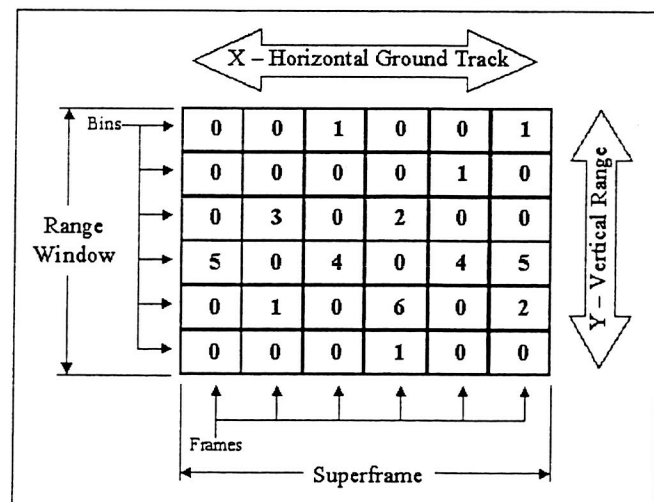 X – Horizontal Ground Track
Bins
0 0 1 0 0 1
0 0 0 0 1 0
0 3 0 2 0 0
5 0 4 0 4 5
0 1 0 6 0 2
0 0 0 1 0 0
Range
Window
Y – Vertical Range
Frames
Superframe